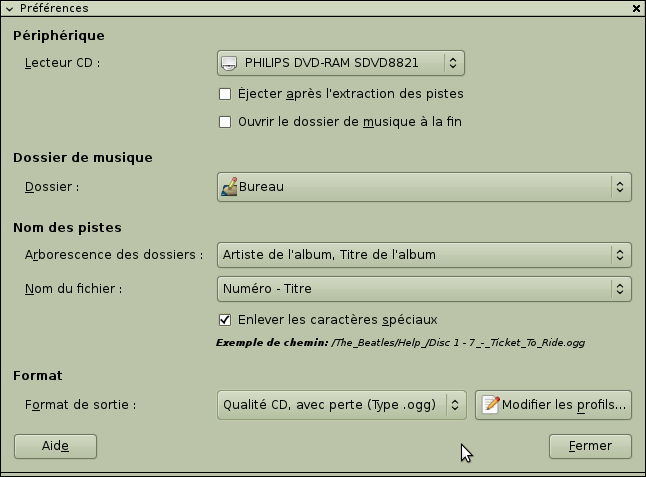 Préférences
Périphérique
Lecteur CD : PHILIPS DVD-RAM SDVD8821
Éjecter après l'extraction des pistes
Ouvrir le dossier de musique à la fin
Dossier de musique
Dossier : Bureau
Nom des pistes
Arborescence des dossiers : Artiste de l'album, Titre de l'album
Nom du fichier : Numéro - Titre
Enlever les caractères spéciaux
Exemple de chemin: /The_Beatles/Help_/Disc 1 - 7_-_Ticket_To_Ride.ogg
Format
Format de sortie : Qualité CD, avec perte (Type .ogg) Modifier les profils...
Aide Fermer